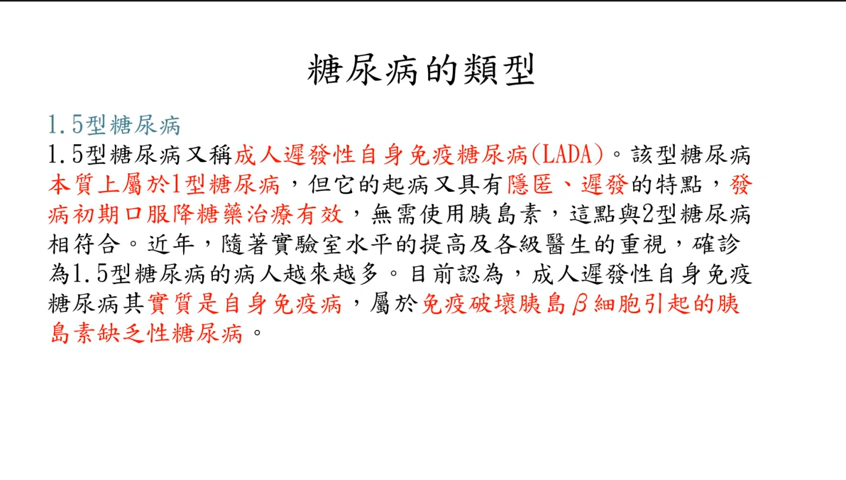 糖尿病的類型
1.5型糖尿病
1.5型糖尿病又稱成人遲發性自身免疫糖尿病(LADA)。該型糖尿病
本質上屬於1型糖尿病，但它的起病又具有隱匿、遲發的特點，發
病初期口服降糖藥治療有效，無需使用胰島素，這點與2型糖尿病
相符合。近年，隨著實驗室水平的提高及各級醫生的重視，確診
為1.5型糖尿病的病人越來越多。目前認為，成人遲發性自身免疫
糖尿病其實質是自身免疫病，屬於免疫破壞胰島β細胞引起的胰
島素缺乏性糖尿病。